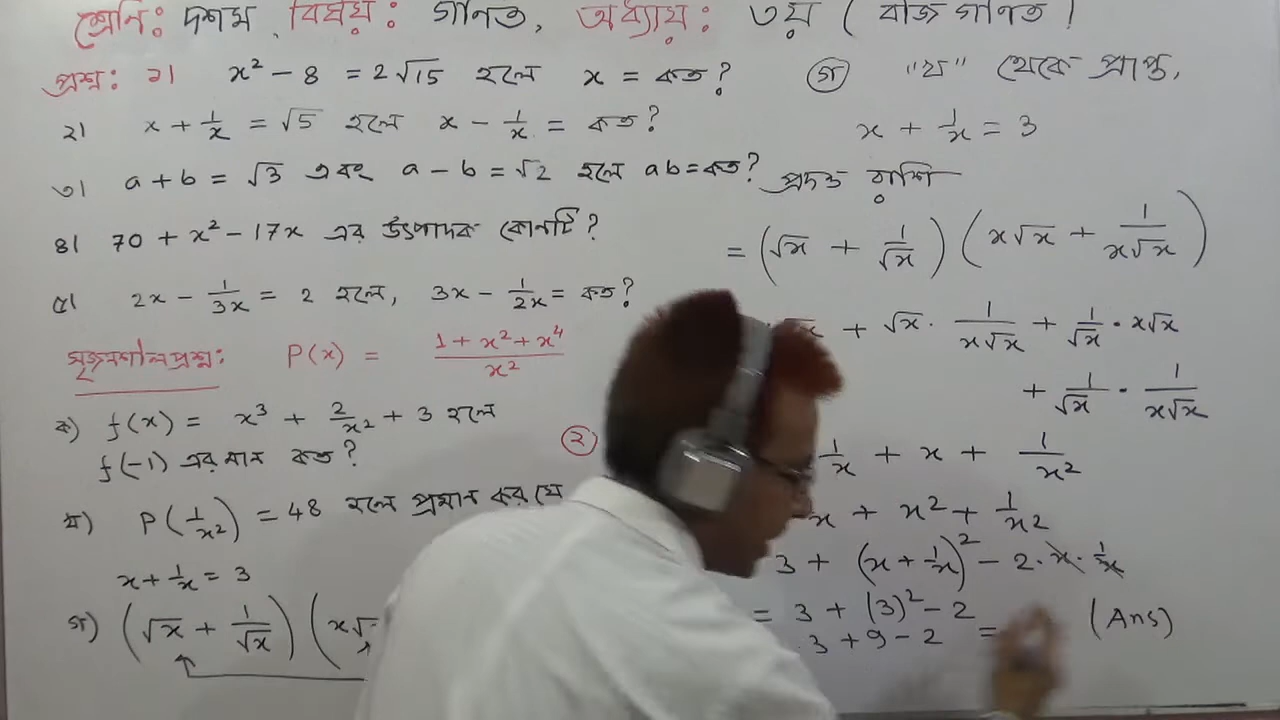 শ্রেনি: দশম, বিষয়: গনিত, অধ্যায়: ৩য় ( বীজ গনিত )
প্রশ্ন: ১। x² − 8 = 2√15 হলে x = কত?
২। x + 1/x = √5 হলে x − 1/x = কত?
৩। a + b = √3 এবং a − b = √2 হলে ab = কত?
৪। 70 + x² − 17x এর উৎপাদক কোনটি?
৫। 2x − 1/3x = 2 হলে, 3x − 1/2x = কত?
সৃজনশীল প্রশ্ন: P(x) = (1 + x² + x⁴)/x²
ক) f(x) = x³ + 2/x² + 3 হলে
f(-1) এর মান কত?
খ) P(1/x²) = 48 হলে প্রমান কর যে
x + 1/x = 3
গ) (√x + 1/√x) (x√
২
গ "খ" থেকে প্রাপ্ত,
x + 1/x = 3
প্রদত্ত রাশি
= (√x + 1/√x) (x√x + 1/x√x)
+ √x · 1/x√x + 1/√x · x√x
+ 1/√x · 1/x√x
1/x + x + 1/x²
x + x² + 1/x²
3 + (x + 1/x)² − 2 · x · 1/x
= 3 + (3)² − 2
3 + 9 − 2 = (Ans)